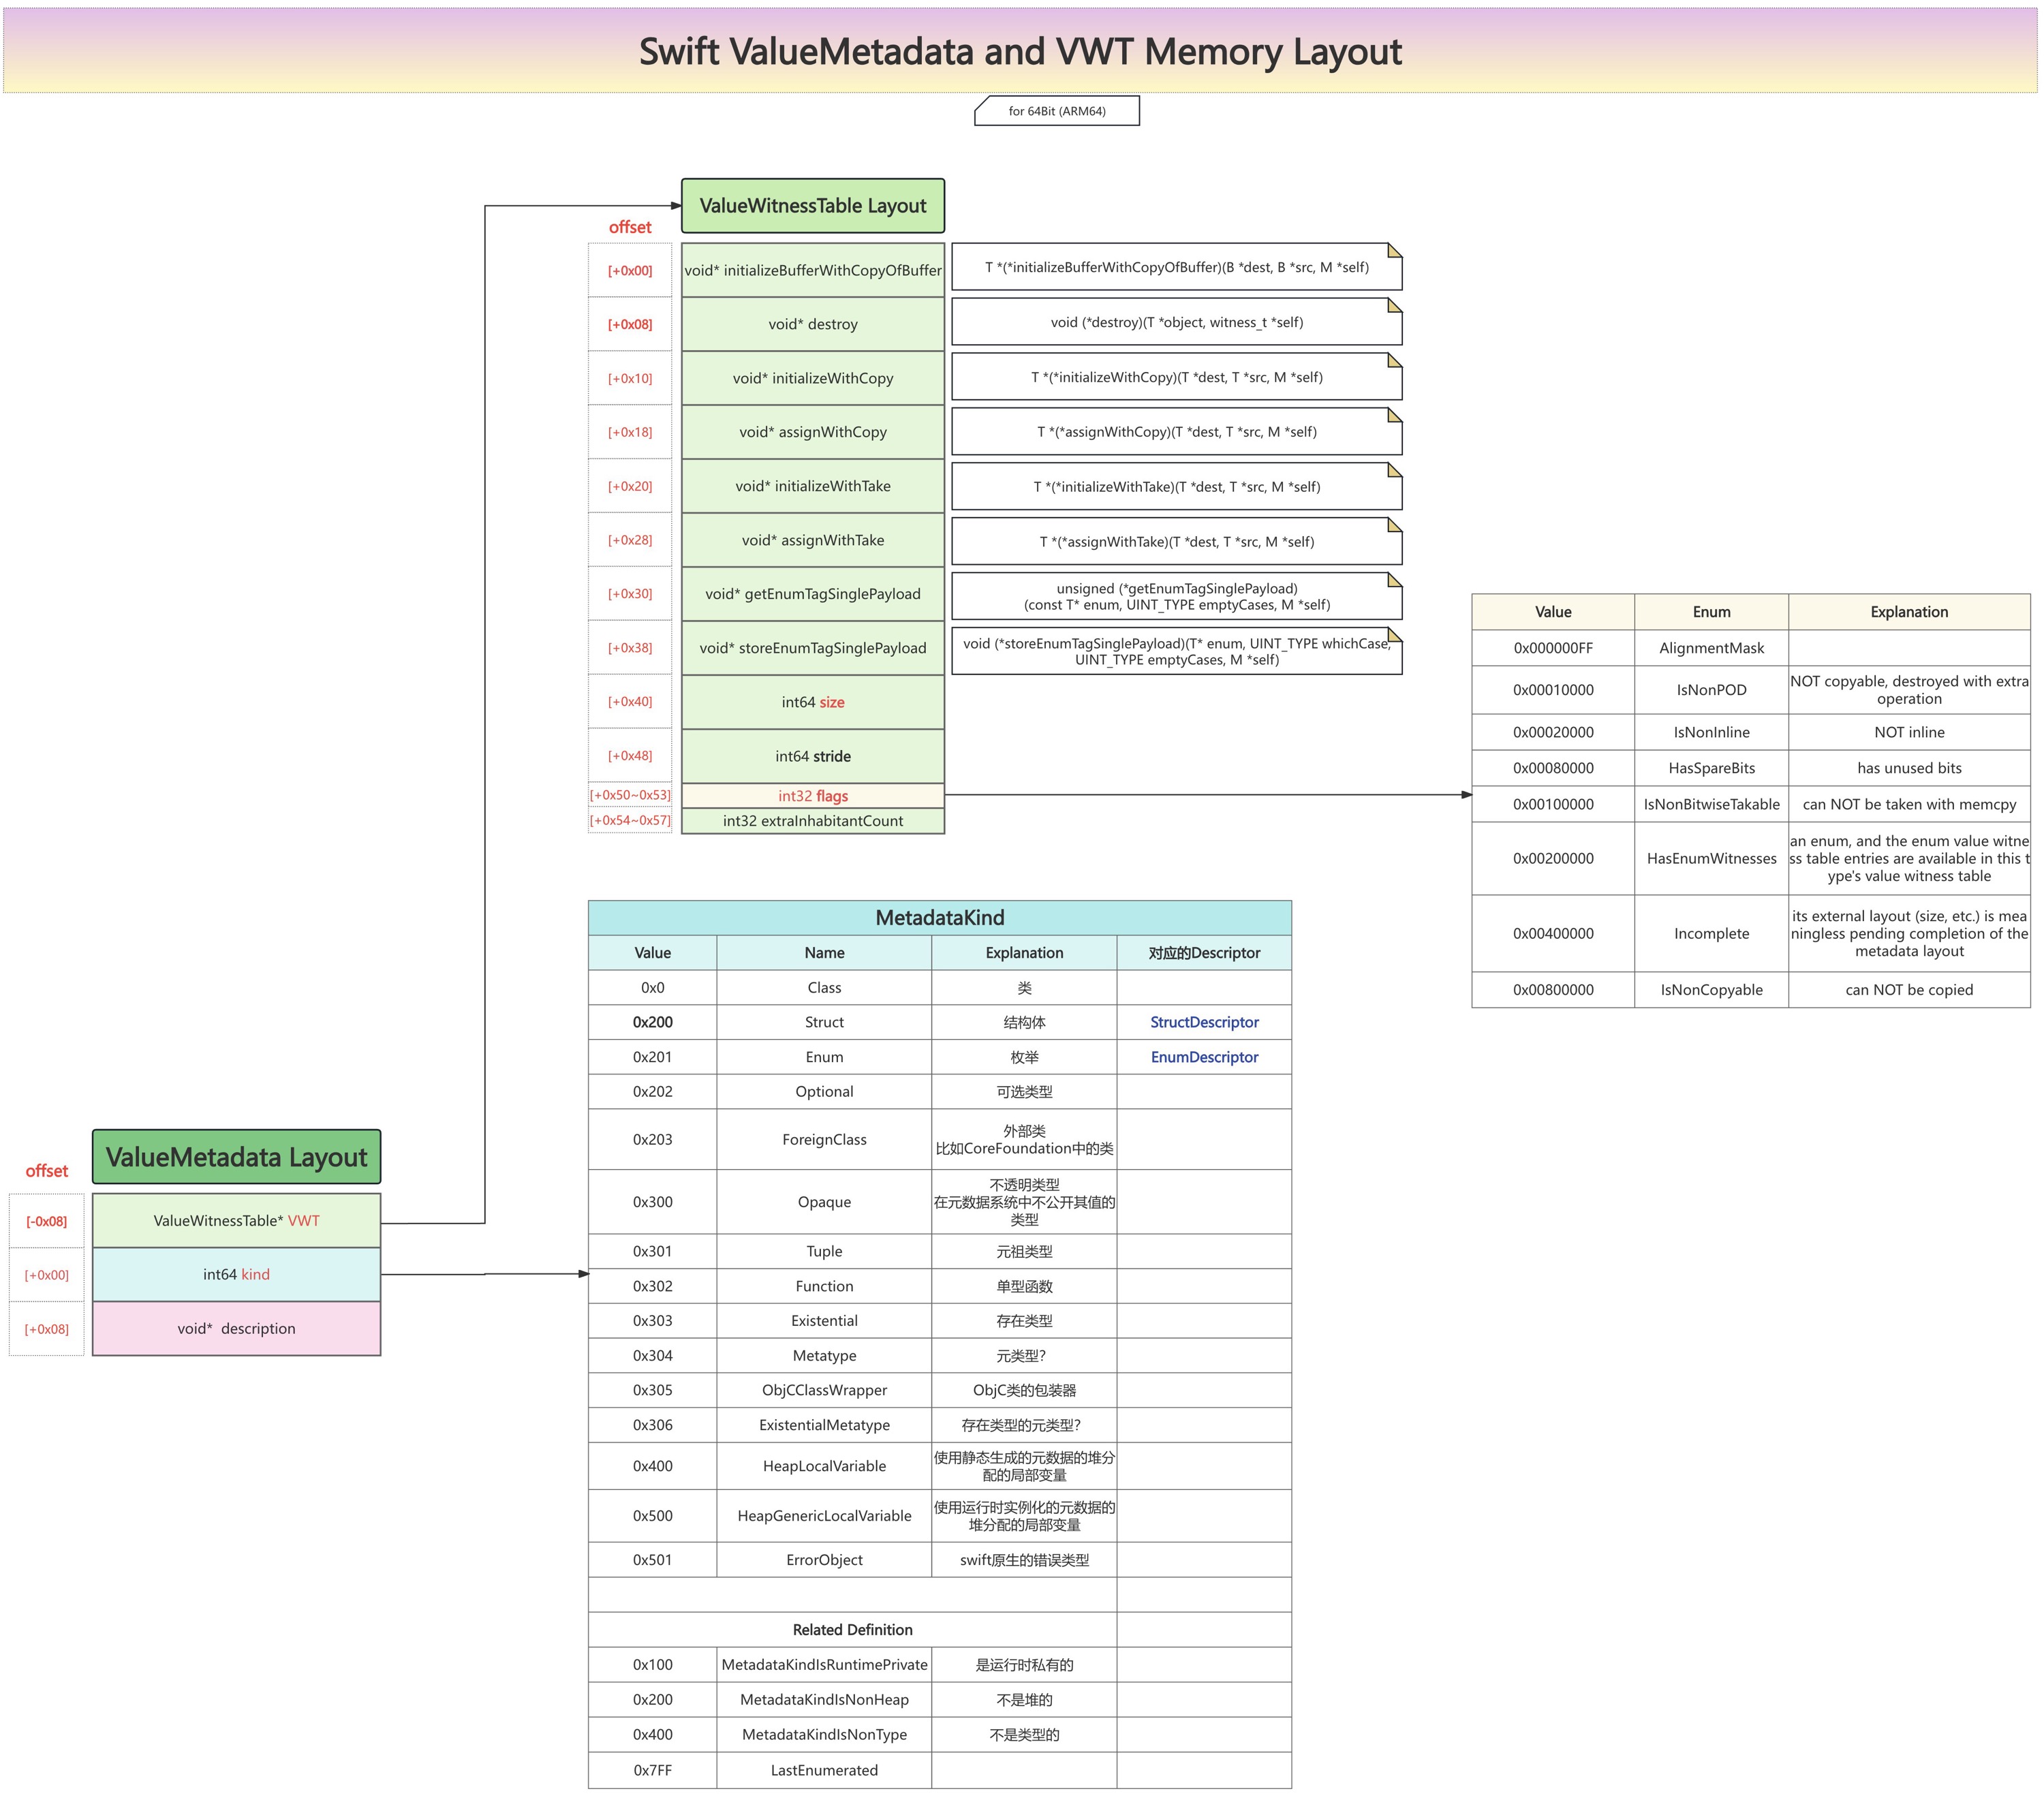 Swift ValueMetadata and VWT Memory Layout
for 64Bit (ARM64)
ValueWitnessTable Layout
offset
[+0x00]
void* initializeBufferWithCopyOfBuffer
T *(*initializeBufferWithCopyOfBuffer)(B *dest, B *src, M *self)
[+0x08]
void* destroy
void (*destroy)(T *object, witness_t *self)
[+0x10]
void* initializeWithCopy
T *(*initializeWithCopy)(T *dest, T *src, M *self)
[+0x18]
void* assignWithCopy
T *(*assignWithCopy)(T *dest, T *src, M *self)
[+0x20]
void* initializeWithTake
T *(*initializeWithTake)(T *dest, T *src, M *self)
[+0x28]
void* assignWithTake
T *(*assignWithTake)(T *dest, T *src, M *self)
[+0x30]
void* getEnumTagSinglePayload
unsigned (*getEnumTagSinglePayload)
(const T* enum, UINT_TYPE emptyCases, M *self)
[+0x38]
void* storeEnumTagSinglePayload
void (*storeEnumTagSinglePayload)(T* enum, UINT_TYPE whichCase,
UINT_TYPE emptyCases, M *self)
[+0x40]
int64 size
[+0x48]
int64 stride
[+0x50~0x53]
int32 flags
[+0x54~0x57]
int32 extraInhabitantCount
Value Enum Explanation
0x000000FF AlignmentMask
0x00010000 IsNonPOD NOT copyable, destroyed with extra
operation
0x00020000 IsNonInline NOT inline
0x00080000 HasSpareBits has unused bits
0x00100000 IsNonBitwiseTakable can NOT be taken with memcpy
0x00200000 HasEnumWitnesses an enum, and the enum value witne
ss table entries are available in this t
ype's value witness table
0x00400000 Incomplete its external layout (size, etc.) is mea
ningless pending completion of the
metadata layout
0x00800000 IsNonCopyable can NOT be copied
MetadataKind
Value Name Explanation 对应的Descriptor
0x0 Class 类
0x200 Struct 结构体 StructDescriptor
0x201 Enum 枚举 EnumDescriptor
0x202 Optional 可选类型
0x203 ForeignClass 外部类
比如CoreFoundation中的类
0x300 Opaque 不透明类型
在元数据系统中不公开其值的
类型
0x301 Tuple 元祖类型
0x302 Function 单型函数
0x303 Existential 存在类型
0x304 Metatype 元类型?
0x305 ObjCClassWrapper ObjC类的包装器
0x306 ExistentialMetatype 存在类型的元类型?
0x400 HeapLocalVariable 使用静态生成的元数据的堆分
配的局部变量
0x500 HeapGenericLocalVariable 使用运行时实例化的元数据的
堆分配的局部变量
0x501 ErrorObject swift原生的错误类型
Related Definition
0x100 MetadataKindIsRuntimePrivate 是运行时私有的
0x200 MetadataKindIsNonHeap 不是堆的
0x400 MetadataKindIsNonType 不是类型的
0x7FF LastEnumerated
ValueMetadata Layout
offset
[-0x08]
ValueWitnessTable* VWT
[+0x00]
int64 kind
[+0x08]
void* description